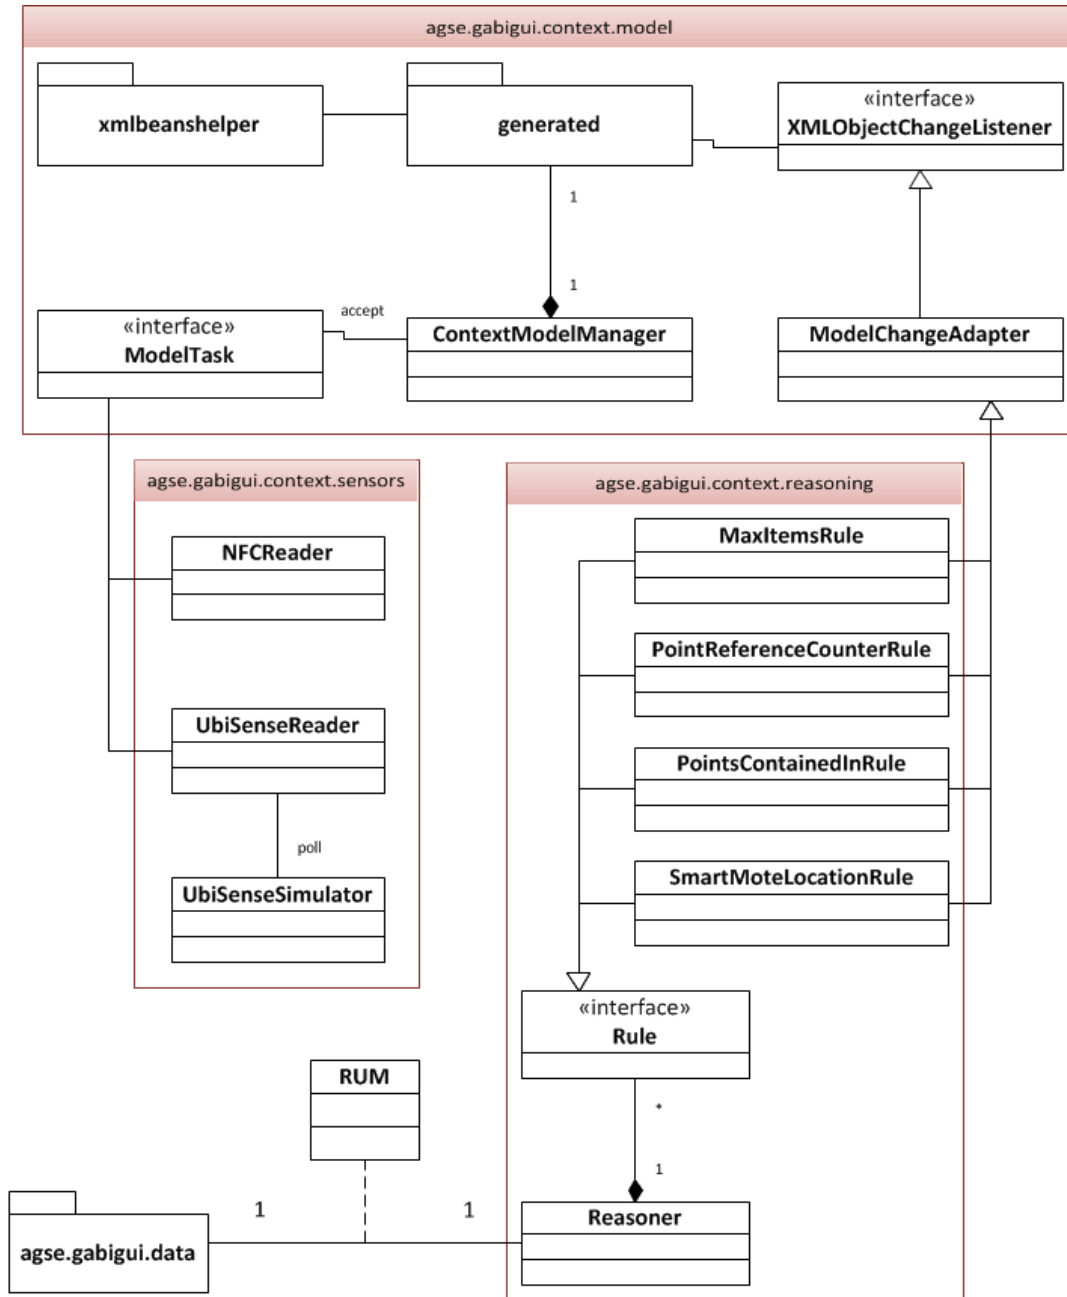 agse.gabigui.context.model
xmlbeanshelper
generated
«interface»
XMLObjectChangeListener
1
1
accept
«interface»
ModelTask
ContextModelManager
ModelChangeAdapter
agse.gabigui.context.sensors
agse.gabigui.context.reasoning
NFCReader
MaxItemsRule
PointReferenceCounterRule
UbiSenseReader
PointsContainedInRule
poll
UbiSenseSimulator
SmartMoteLocationRule
«interface»
Rule
RUM
*
1
1
1
Reasoner
agse.gabigui.data